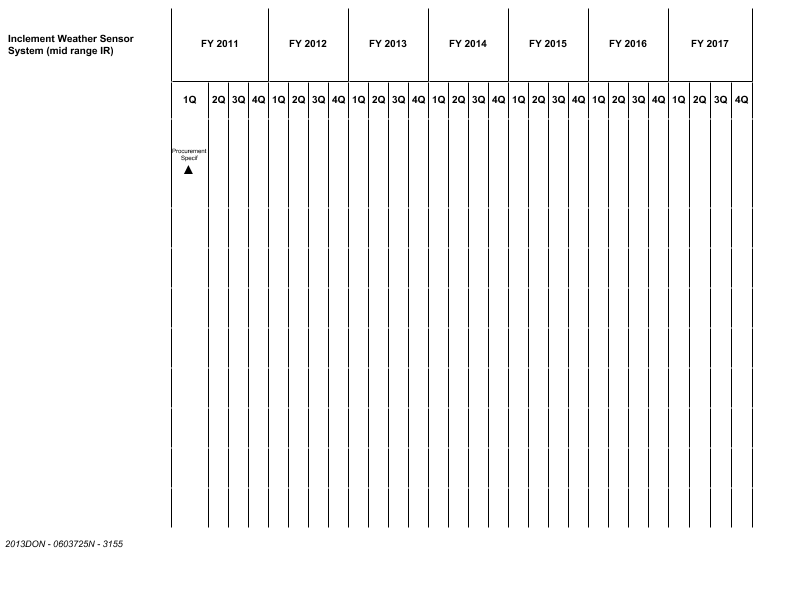 Inclement Weather Sensor
System (mid range IR)
FY 2011 FY 2012 FY 2013 FY 2014 FY 2015 FY 2016 FY 2017
1Q 2Q 3Q 4Q 1Q 2Q 3Q 4Q 1Q 2Q 3Q 4Q 1Q 2Q 3Q 4Q 1Q 2Q 3Q 4Q 1Q 2Q 3Q 4Q 1Q 2Q 3Q 4Q
Procurement
Specif
2013DON - 0603725N - 3155